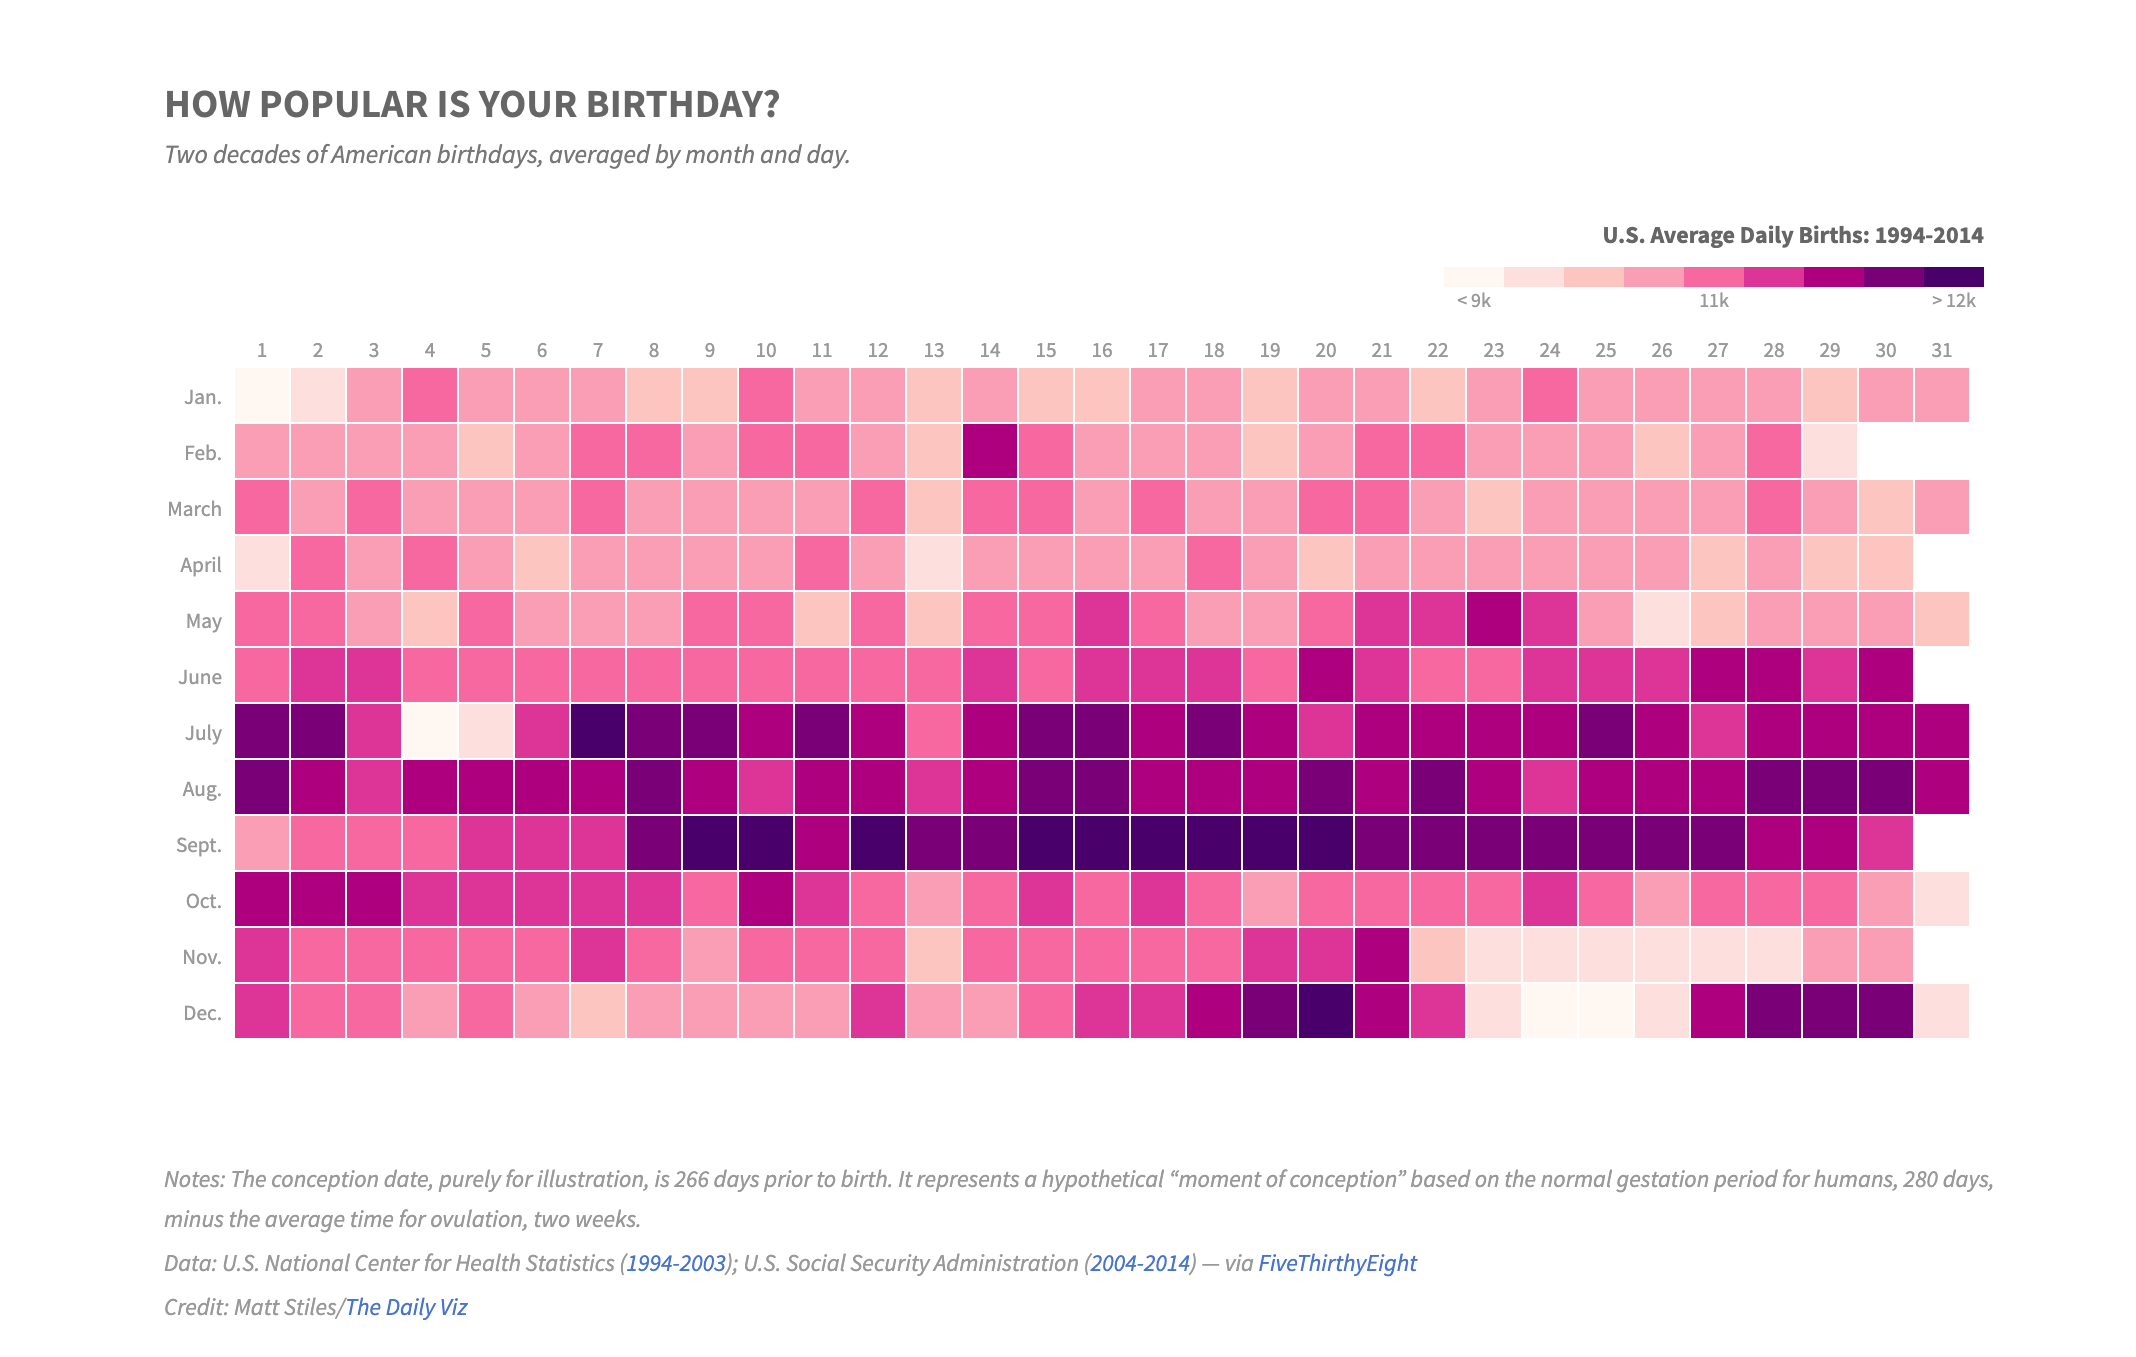 HOW POPULAR IS YOUR BIRTHDAY?
Two decades of American birthdays, averaged by month and day.
U.S. Average Daily Births: 1994-2014
< 9k 11k > 12k
1 2 3 4 5 6 7 8 9 10 11 12 13 14 15 16 17 18 19 20 21 22 23 24 25 26 27 28 29 30 31
Jan.
Feb.
March
April
May
June
July
Aug.
Sept.
Oct.
Nov.
Dec.
Notes: The conception date, purely for illustration, is 266 days prior to birth. It represents a hypothetical “moment of conception” based on the normal gestation period for humans, 280 days,
minus the average time for ovulation, two weeks.
Data: U.S. National Center for Health Statistics (1994-2003); U.S. Social Security Administration (2004-2014) — via FiveThirthyEight
Credit: Matt Stiles/The Daily Viz